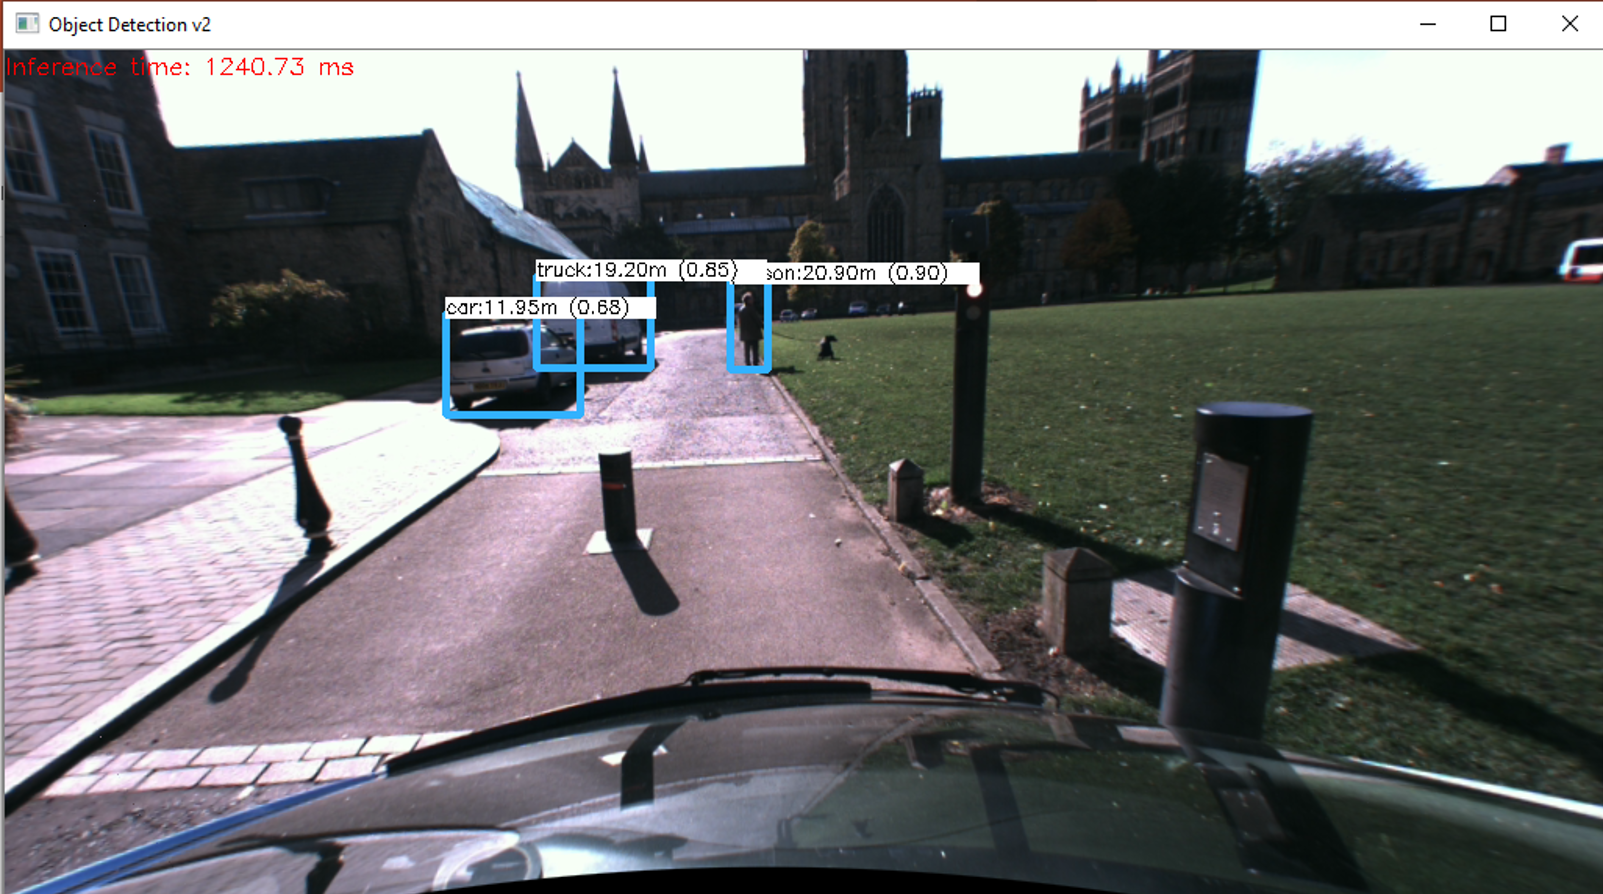 Object Detection v2
Inference time: 1240.73 ms
truck:19.20m (0.85)
son:20.90m (0.90)
car:11.95m (0.68)